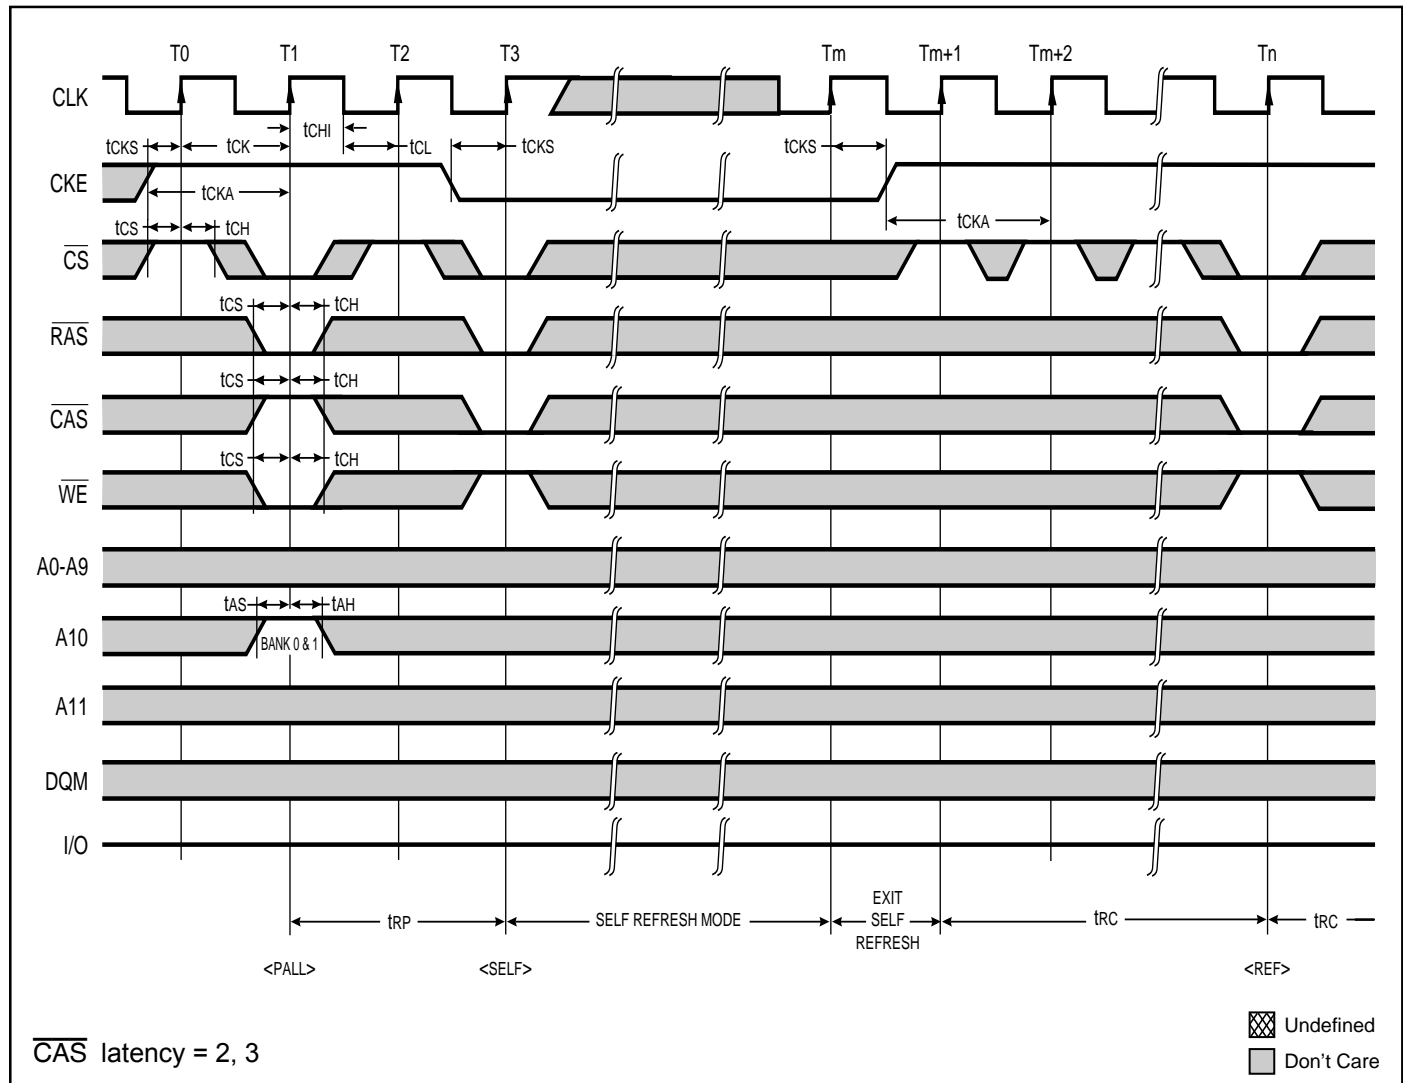 T0 T1 T2 T3 Tm Tm+1 Tm+2 Tn
CLK
tCHI
tCKS tCK tCL tCKS tCKS
CKE
tCKA tCKA
tCS tCH
CS
tCS tCH
RAS
tCS tCH
CAS
tCS tCH
WE
A0-A9
tAS tAH
A10 BANK 0 & 1
A11
DQM
I/O
tRP SELF REFRESH MODE EXIT SELF REFRESH tRC tRC
<PALL> <SELF> <REF>
Undefined
CAS latency = 2, 3
Don't Care